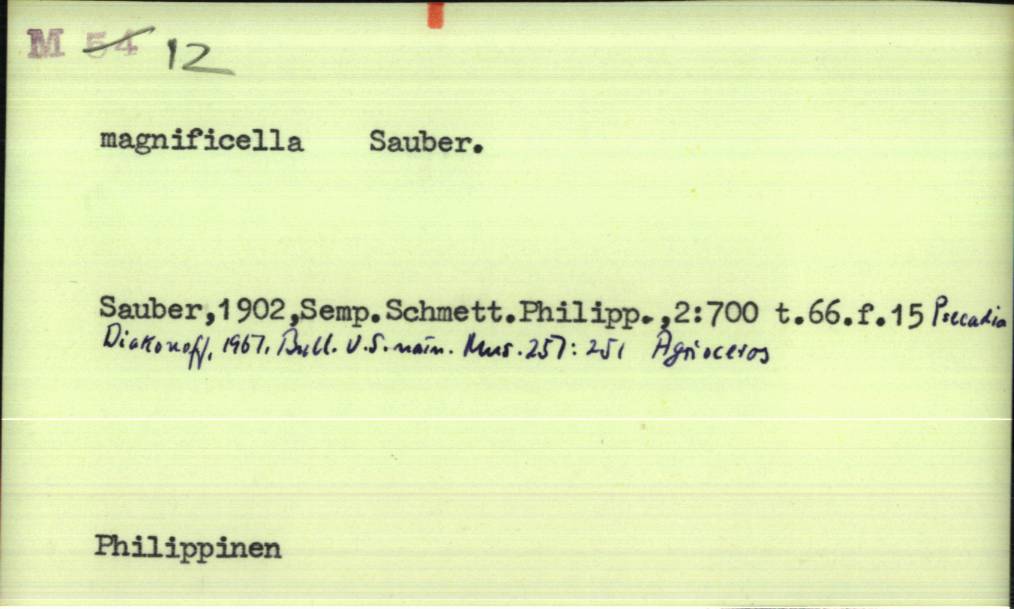 M 54 12
magnificella Sauber.
Sauber,1902,Semp.Schmett.Philipp.,2:700 t.66.f.15 Psecadia
Diakonoff, 1967, Bull. U.S. natn. Mus. 257: 251 Agrioceros
Philippinen